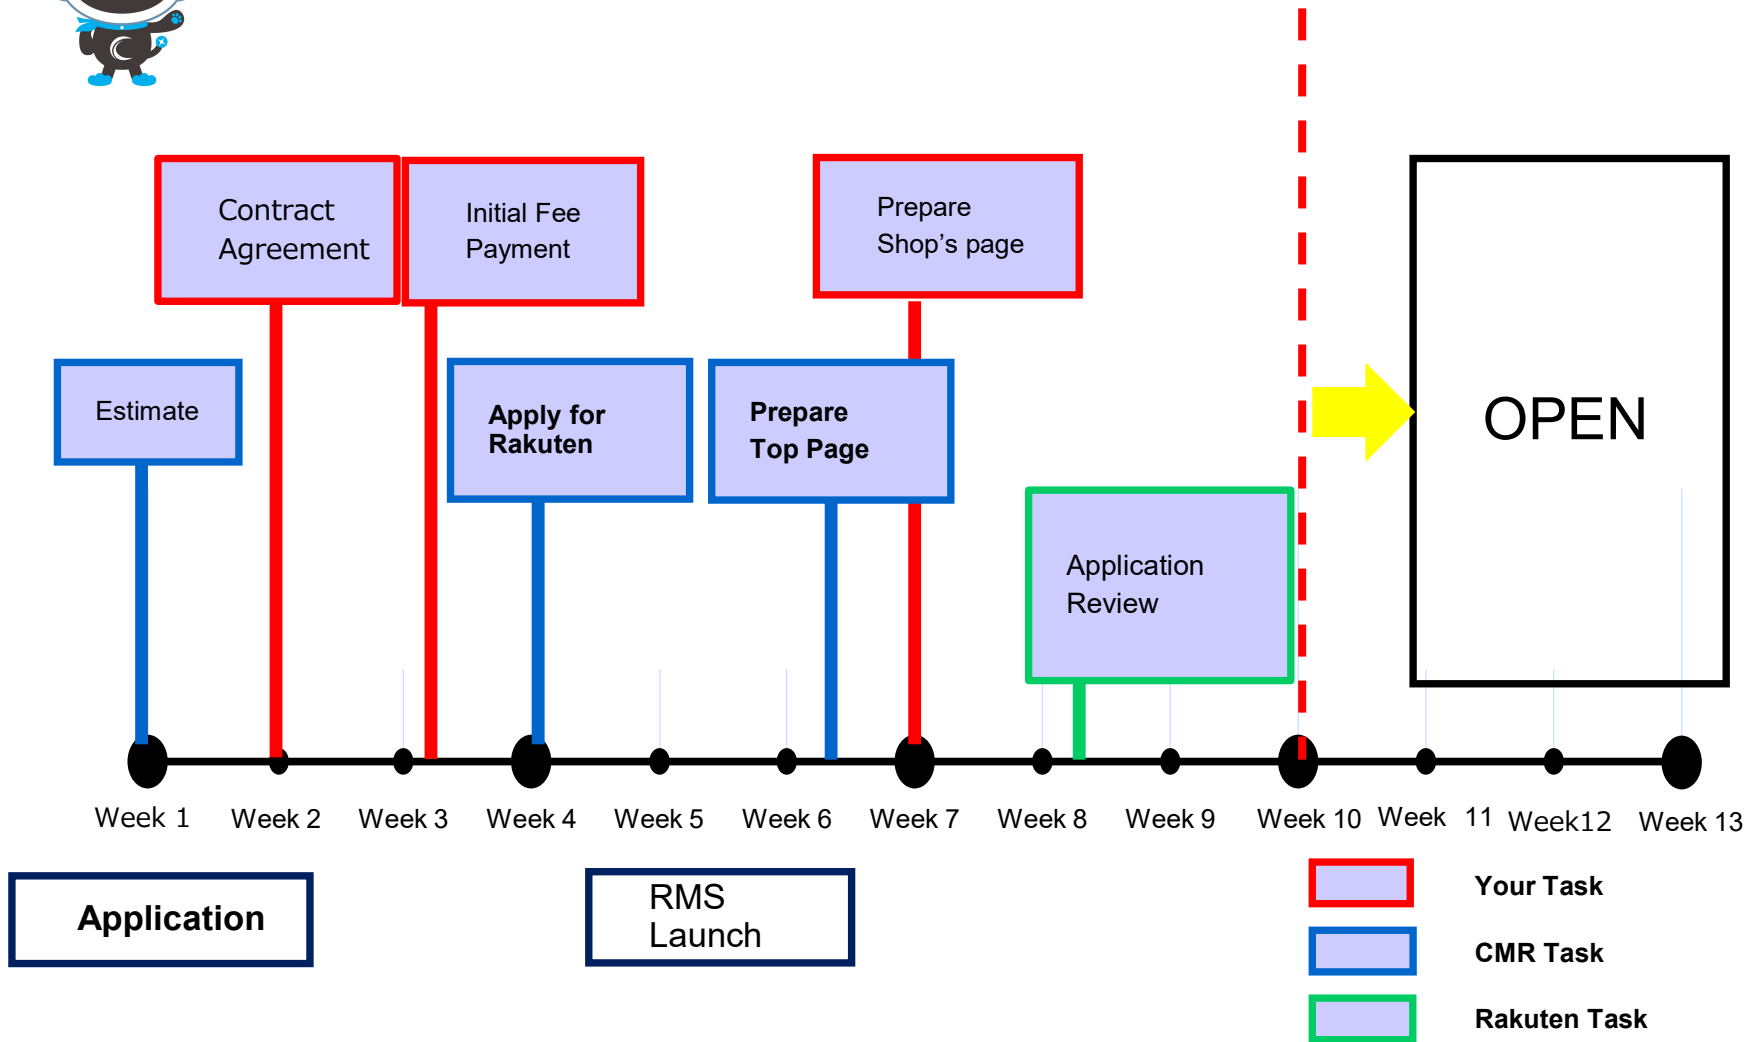 Contract
Agreement
Initial Fee
Payment
Prepare
Shop’s page
Estimate
Apply for
Rakuten
Prepare
Top Page
OPEN
Application
Review
Week 1
Week 2
Week 3
Week 4
Week 5
Week 6
Week 7
Week 8
Week 9
Week 10
Week 11
Week12
Week 13
Application
RMS
Launch
Your Task
CMR Task
Rakuten Task